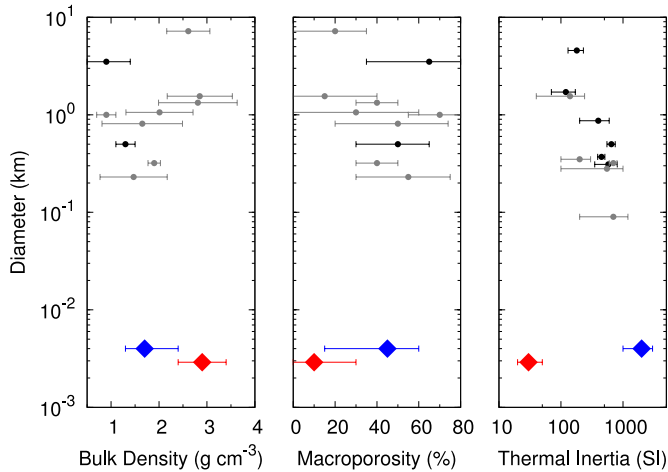 10^1
10^0
10^-1
10^-2
10^-3
Diameter (km)
1 2 3 4
0 20 40 60 80
10 100 1000
Bulk Density (g cm^-3)
Macroporosity (%)
Thermal Inertia (SI)